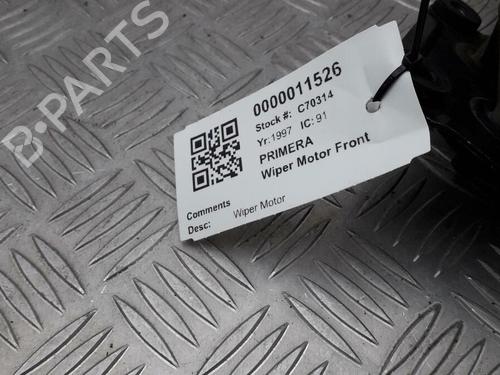 B-PARTS
0000011526
Stock #: C70314
Yr: 1997 IC: 91
PRIMERA
Wiper Motor Front
Comments
Desc: Wiper Motor